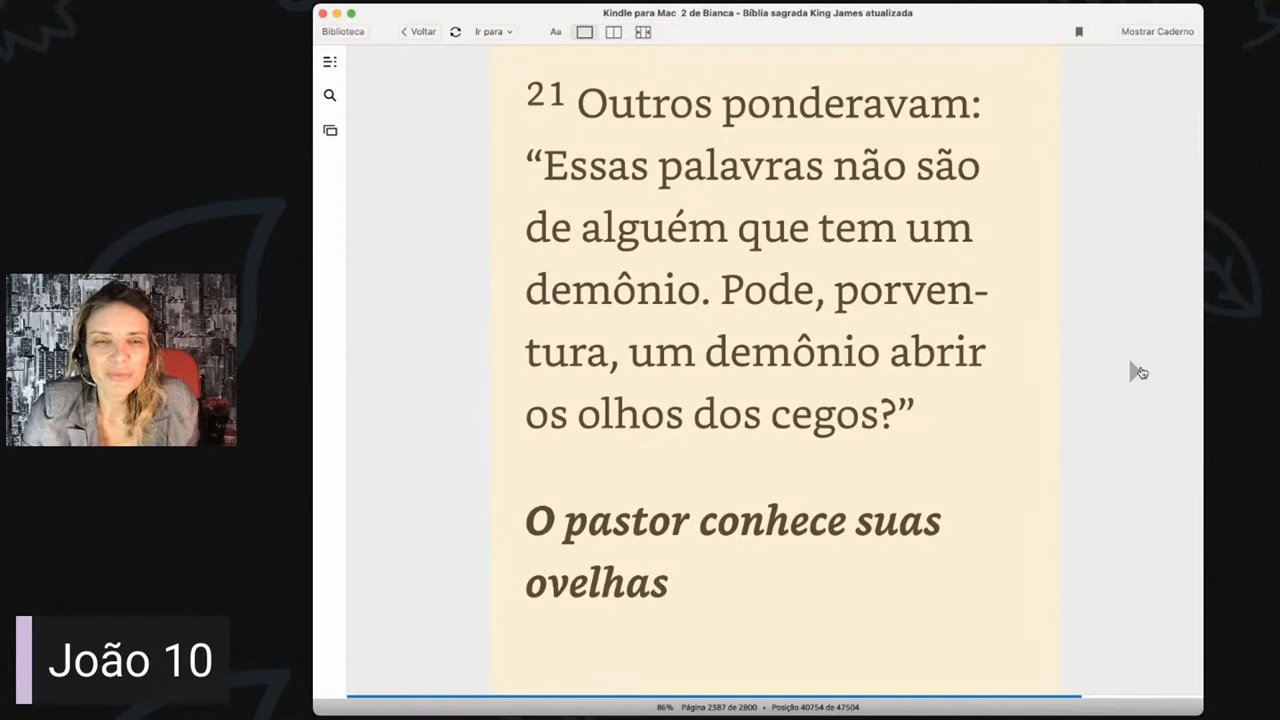 Kindle para Mac 2 de Bianca - Bíblia sagrada King James atualizada
Biblioteca
Voltar
Ir para
Aa
Mostrar Caderno
21 Outros ponderavam:
“Essas palavras não são
de alguém que tem um
demônio. Pode, porven-
tura, um demônio abrir
os olhos dos cegos?”
O pastor conhece suas
ovelhas
João 10
86% Página 2387 de 2800 • Posição 40754 de 47504